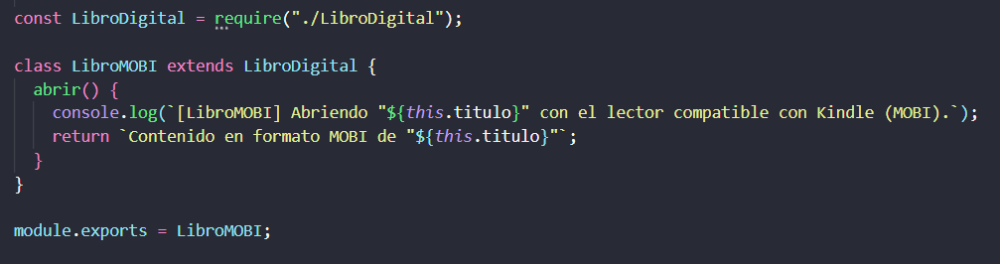 const LibroDigital = require("./LibroDigital");
class LibroMOBI extends LibroDigital {
abrir() {
console.log(`[LibroMOBI] Abriendo "${this.titulo}" con el lector compatible con Kindle (MOBI).`);
return `Contenido en formato MOBI de "${this.titulo}"`;
}
}
module.exports = LibroMOBI;